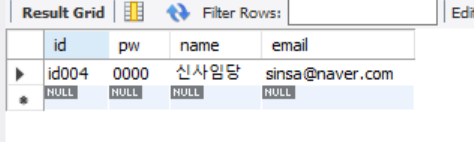 Result Grid Filter Rows: Edit
id pw name email
id004 0000 신사임당 sinsa@naver.com
NULL NULL NULL NULL